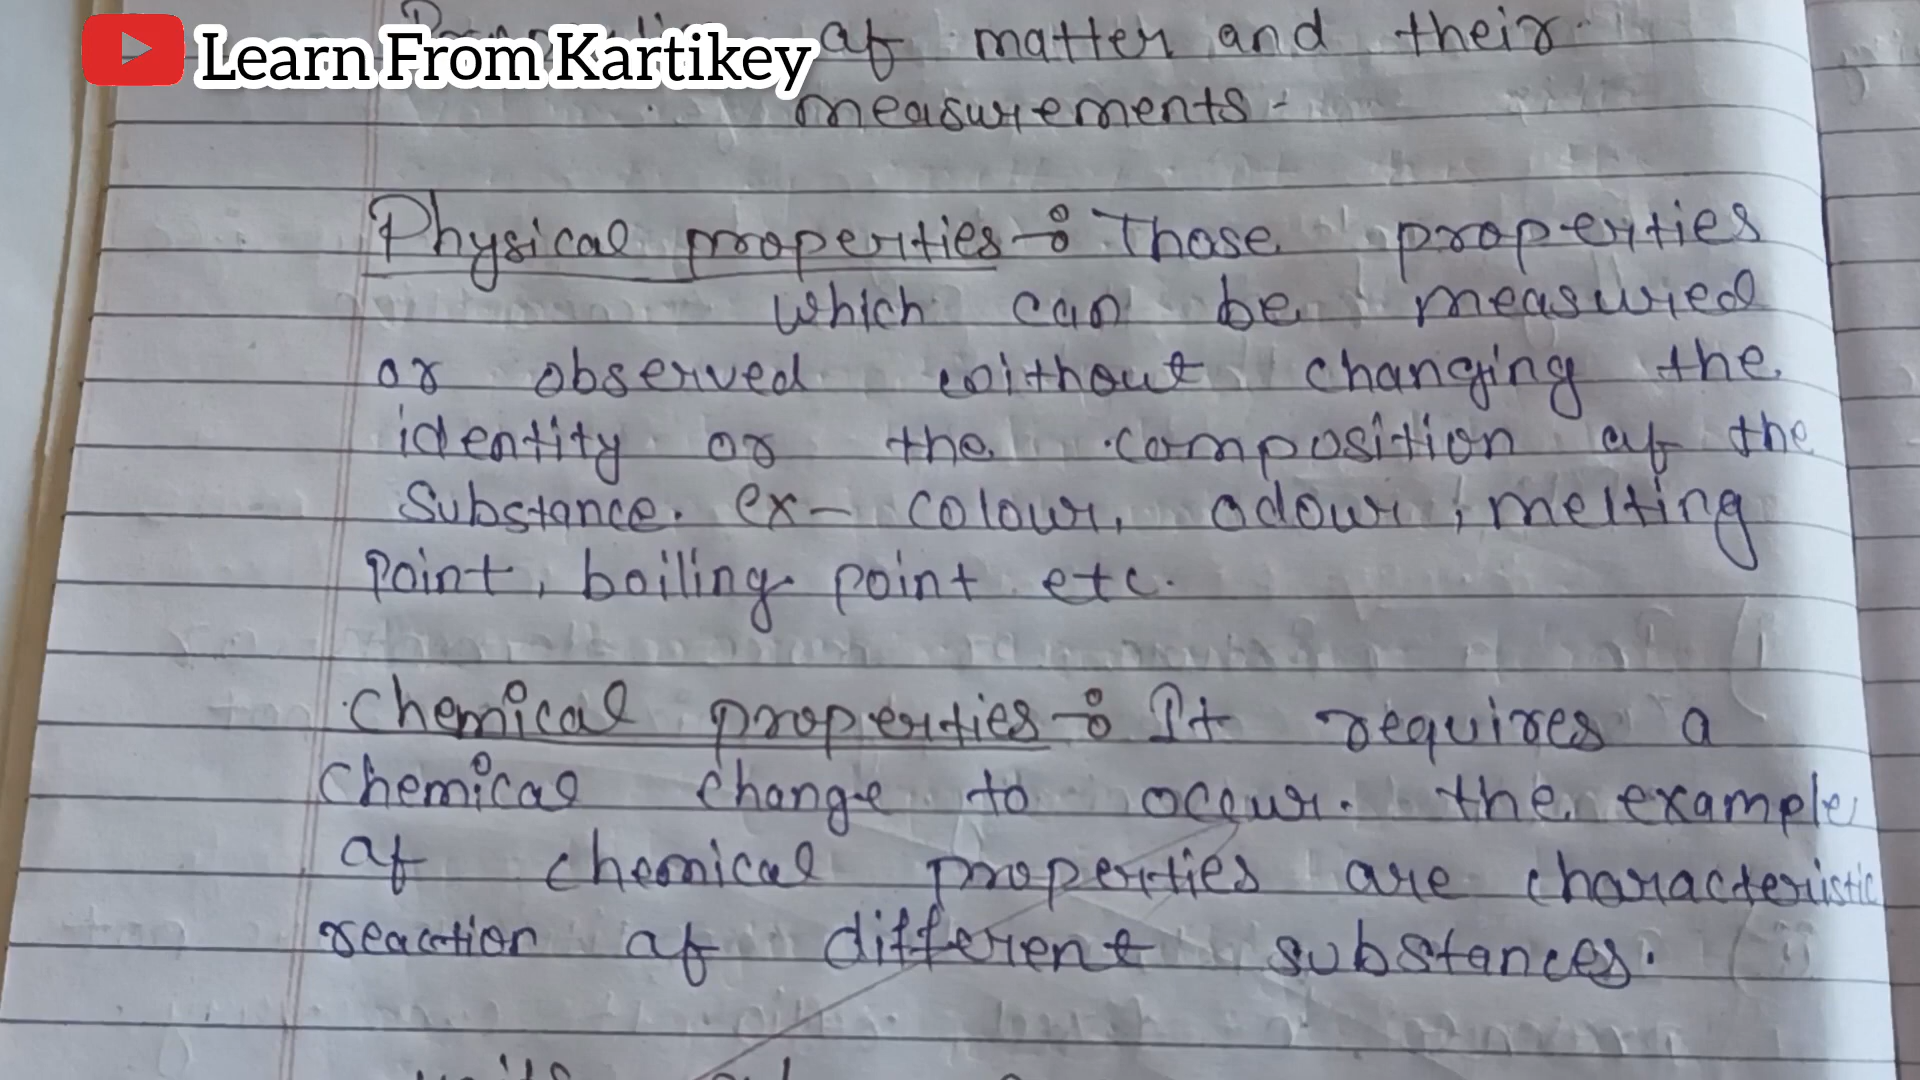 Learn From Kartikey
of matter and their
measurements -
Physical properties -: Those properties
which can be measured
or observed without changing the
identity or the composition of the
Substance. ex- colour, odour, melting
point, boiling point etc.
Chemical properties -: It requires a
chemical change to occur. the example
of chemical properties are characteristic
reaction of different substances.